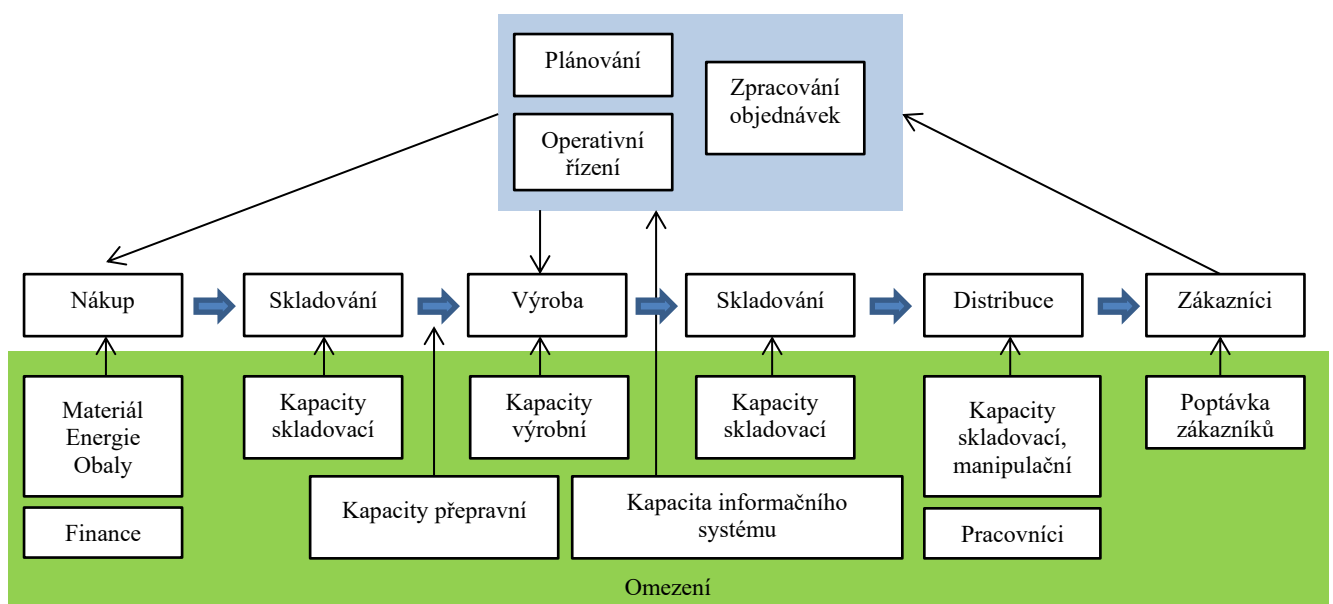 Plánování
Zpracování
objednávek
Operativní
řízení
Nákup
Skladování
Výroba
Skladování
Distribuce
Zákazníci
Materiál
Energie
Obaly
Kapacity
skladovací
Kapacity
výrobní
Kapacity
skladovací
Kapacity
skladovací,
manipulační
Poptávka
zákazníků
Finance
Kapacity přepravní
Kapacita informačního
systému
Pracovníci
Omezení